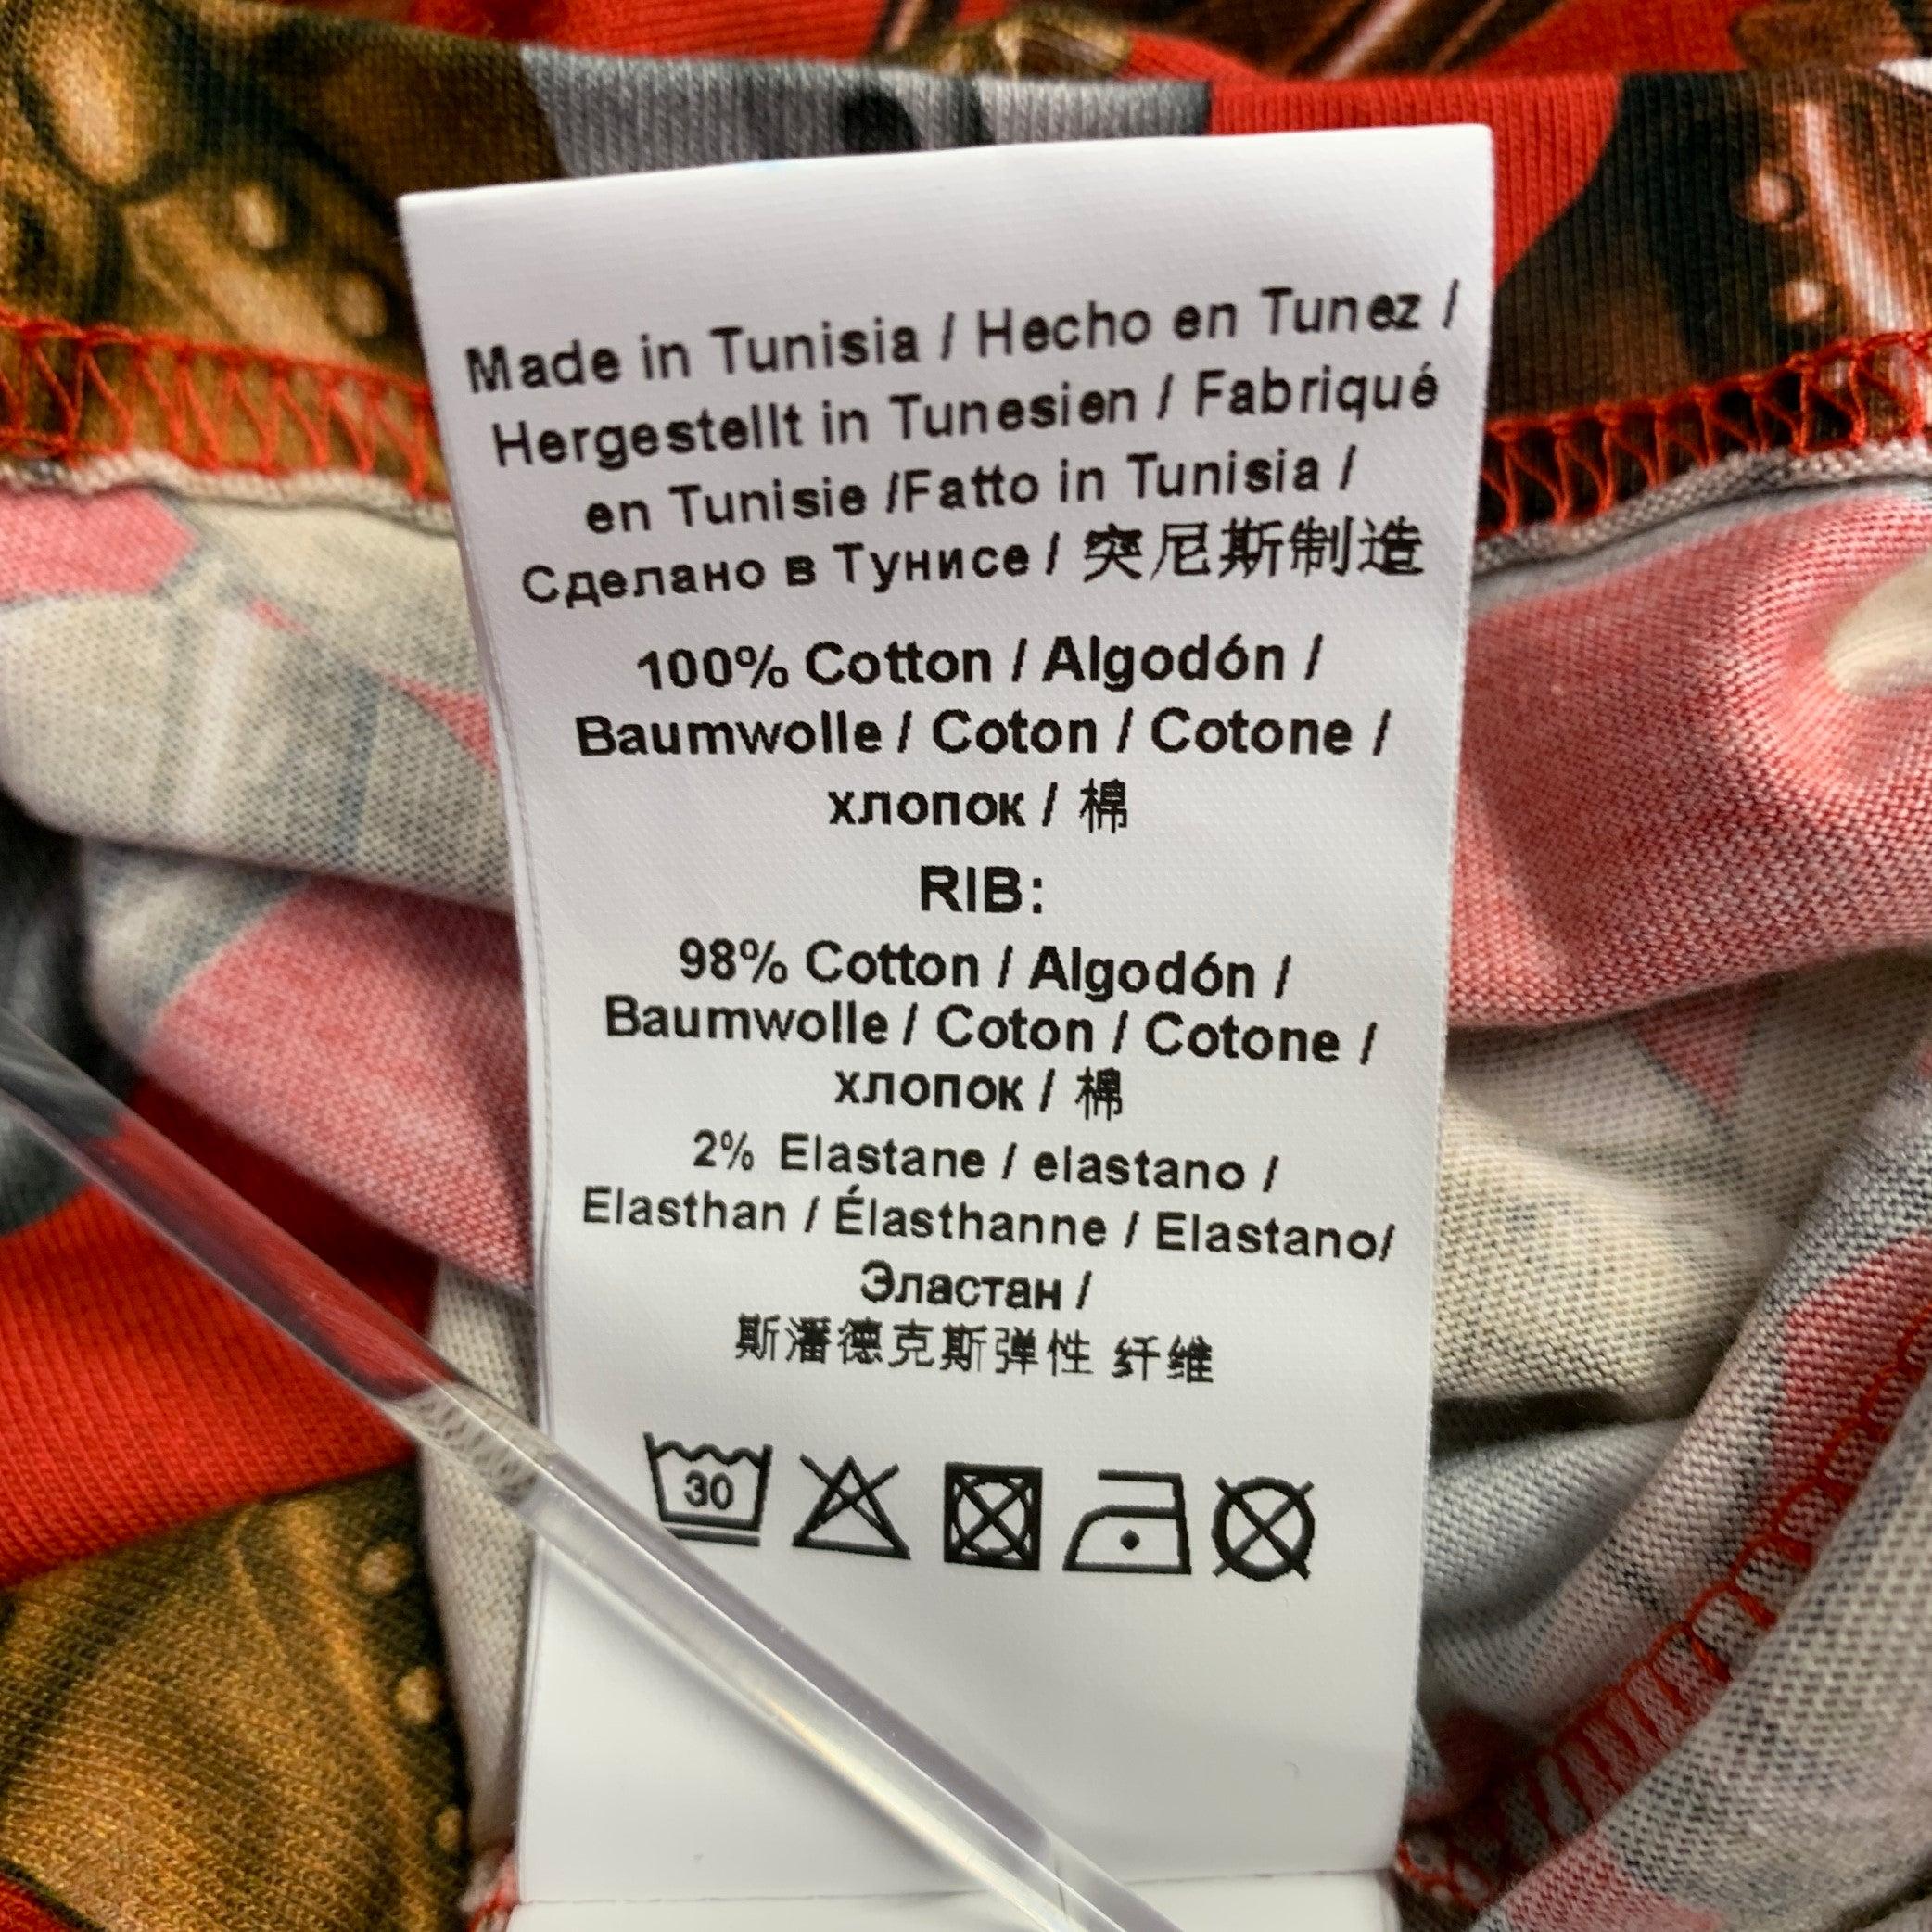 Made in Tunisia / Hecho en Tunez /
Hergestellt in Tunesien / Fabriqué
en Tunisie /Fatto in Tunisia /
Сделано в Тунисе / 突尼斯制造
100% Cotton / Algodón /
Baumwolle / Coton / Cotone /
хлопок / 棉
RIB:
98% Cotton / Algodón /
Baumwolle / Coton / Cotone /
хлопок / 棉
2% Elastane / elastano /
Elasthan / Élasthanne / Elastano/
Эластан /
斯潘德克斯弹性 纤维
30